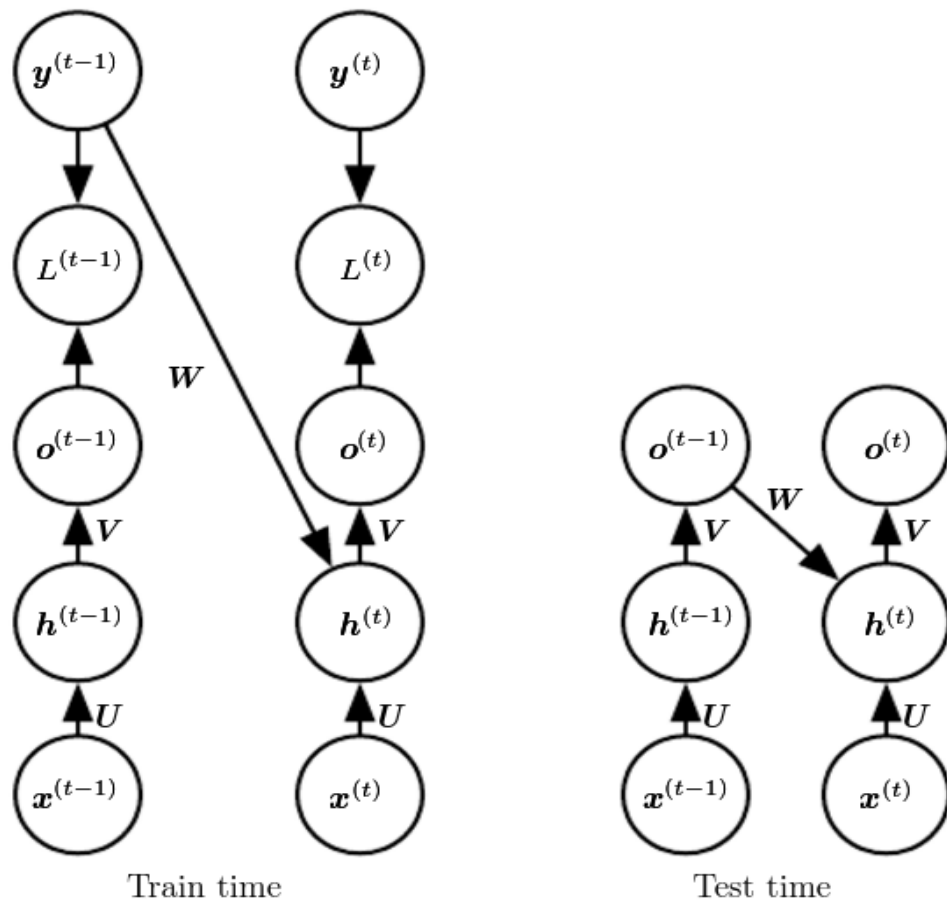 y^(t−1) y^(t)
L^(t−1) L^(t)
W
o^(t−1) o^(t) o^(t−1) o^(t)
W
V V V V
h^(t−1) h^(t) h^(t−1) h^(t)
U U U U
x^(t−1) x^(t) x^(t−1) x^(t)
Train time Test time